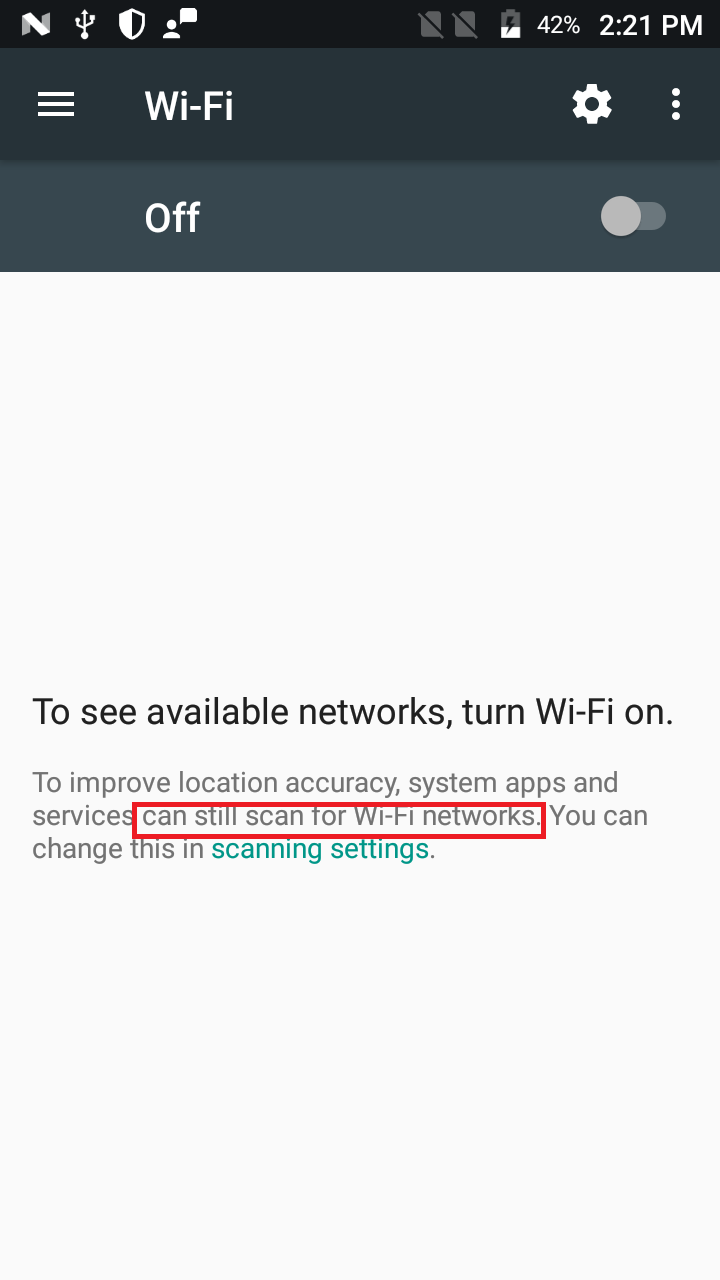 42% 2:21 PM
Wi-Fi
Off
To see available networks, turn Wi-Fi on.
To improve location accuracy, system apps and
services can still scan for Wi-Fi networks. You can
change this in scanning settings.